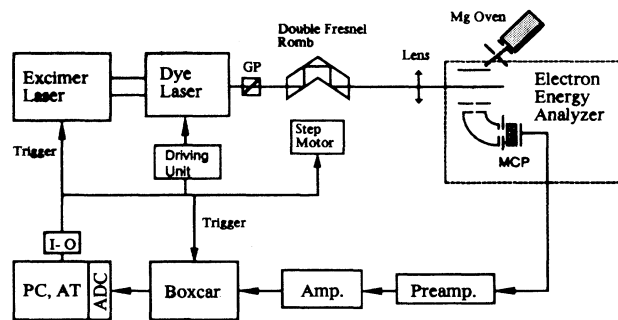 Mg Oven
Double Fresnel
Romb
Lens
GP
Excimer
Laser
Dye
Laser
Electron
Energy
Analyzer
MCP
Step
Motor
Trigger
Driving
Unit
Trigger
I-O
PC, AT
ADC
Boxcar
Amp.
Preamp.